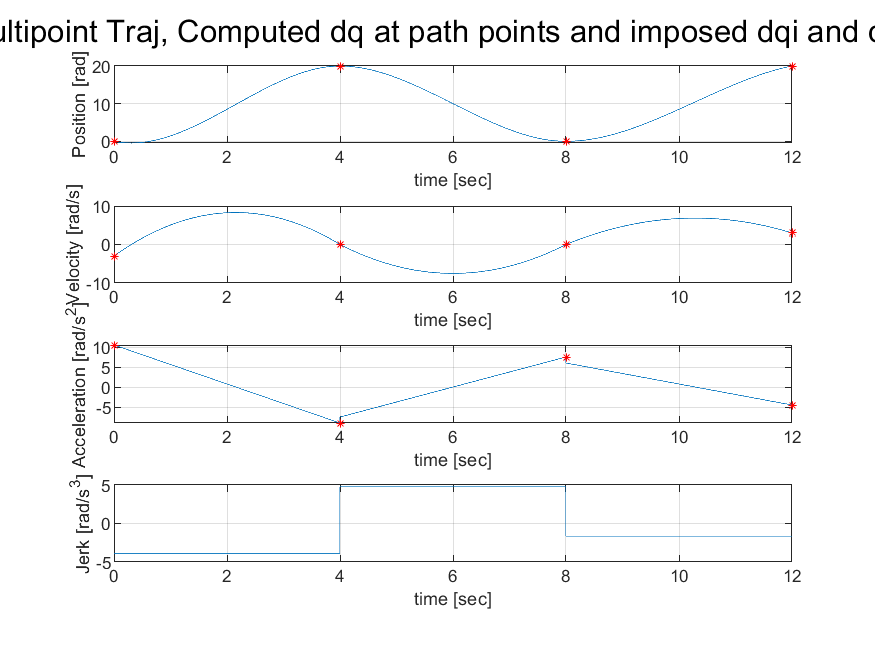 ultipoint Traj, Computed dq at path points and imposed dqi and d
Position [rad]
20
10
0
0 2 4 6 8 10 12
time [sec]
Velocity [rad/s]
10
0
-10
0 2 4 6 8 10 12
time [sec]
Acceleration [rad/s²]
10
5
0
-5
0 2 4 6 8 10 12
time [sec]
Jerk [rad/s³]
5
0
-5
0 2 4 6 8 10 12
time [sec]